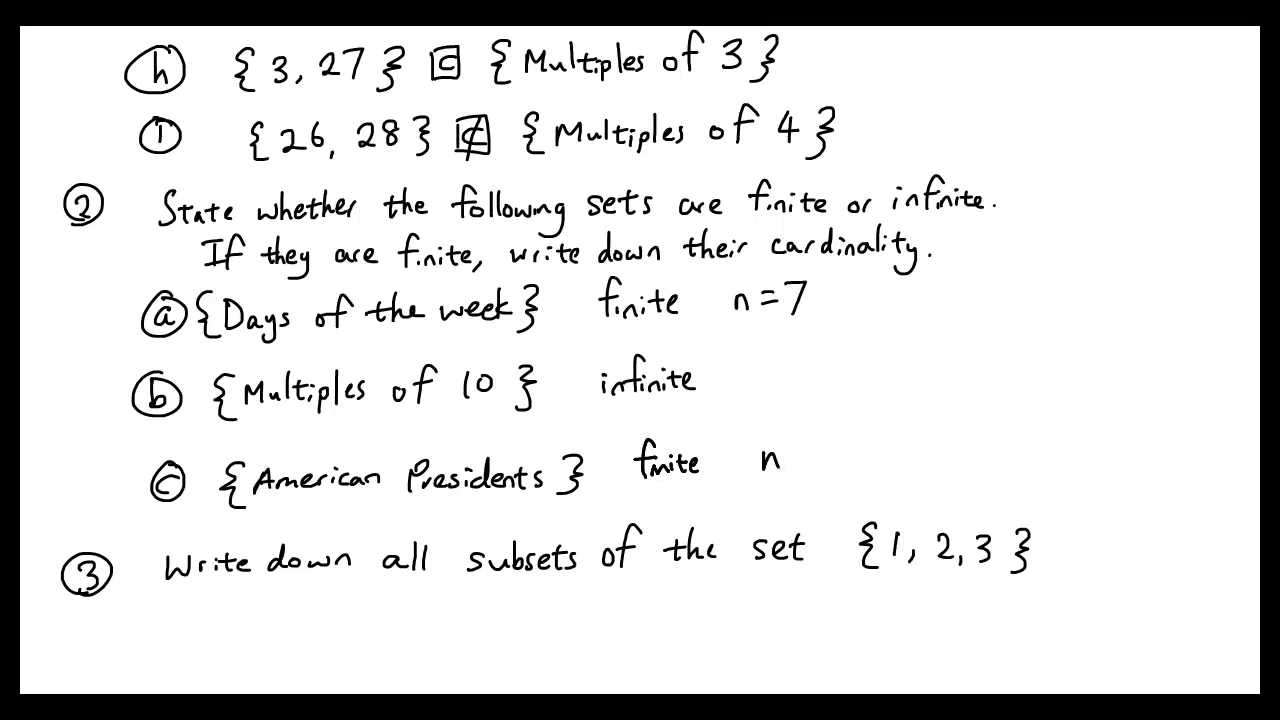 (h) {3, 27} ⊂ {Multiples of 3}
(i) {26, 28} ⊄ {Multiples of 4}
(2) State whether the following sets are finite or infinite.
If they are finite, write down their cardinality.
(a) {Days of the week} finite n=7
(b) {Multiples of 10} infinite
(c) {American Presidents} finite n
(3) Write down all subsets of the set {1, 2, 3}